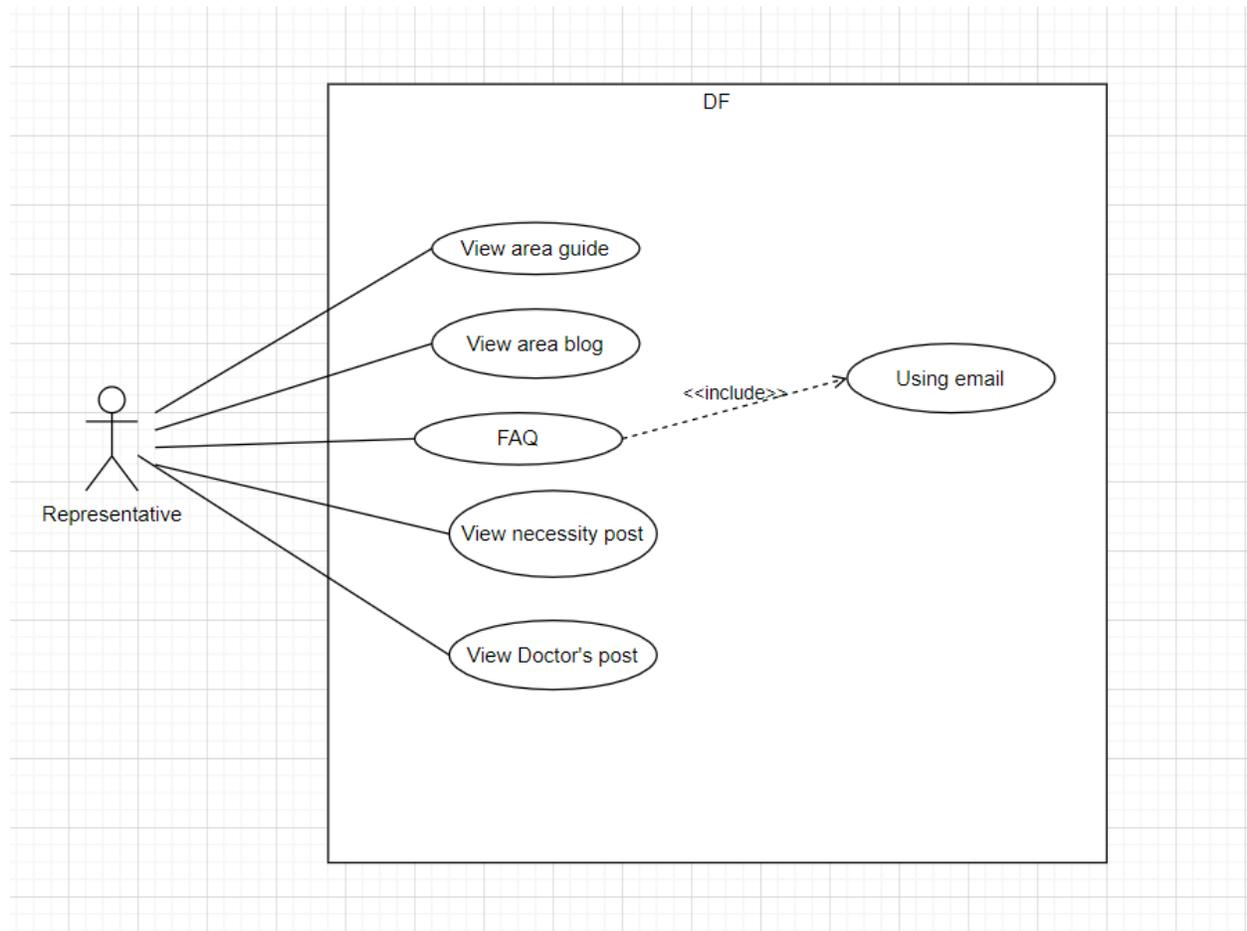 DF
View area guide
View area blog
<<include>>
Using email
FAQ
Representative
View necessity post
View Doctor's post